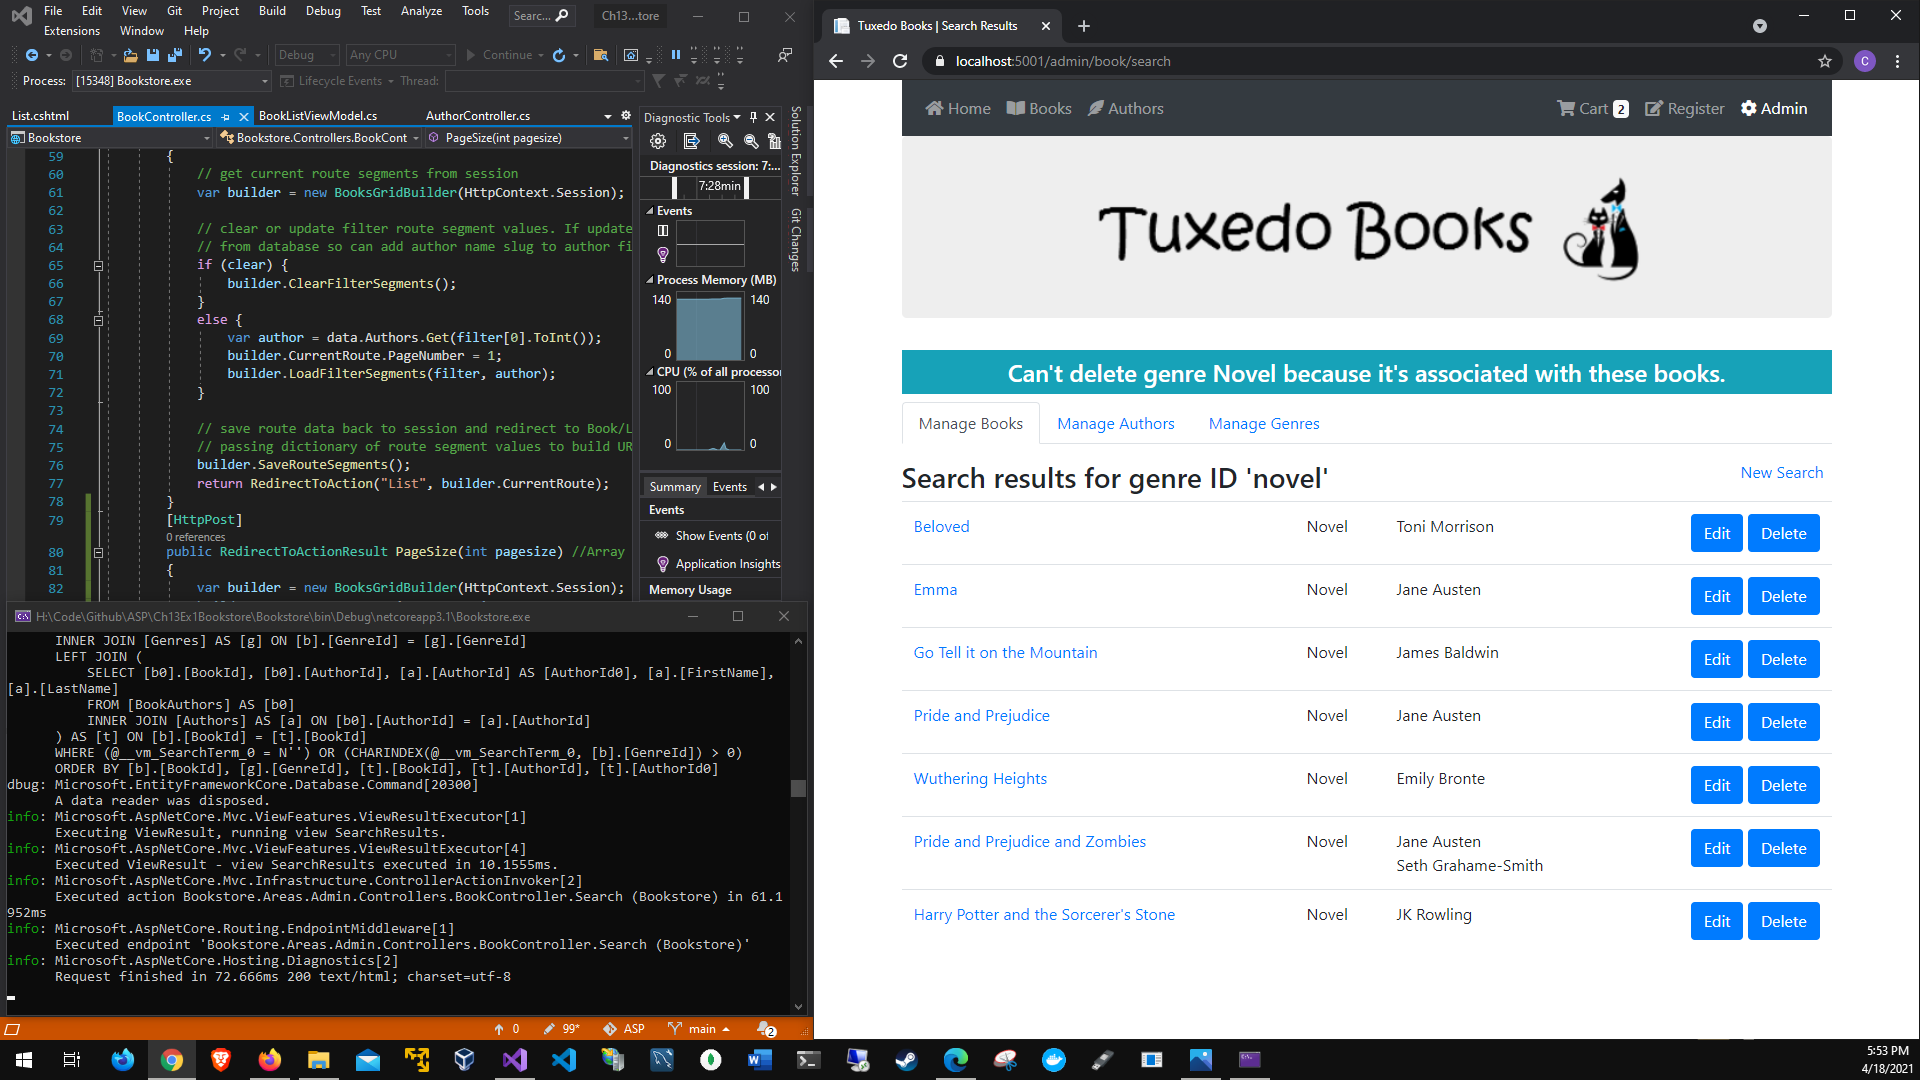 File Edit View Git Project Build Debug Test Analyze Tools Searc... Ch13...tore
Extensions Window Help
Debug Any CPU Continue
Process: [15348] Bookstore.exe Lifecycle Events Thread:
List.cshtml BookController.cs BookListViewModel.cs AuthorController.cs
Bookstore Bookstore.Controllers.BookCont PageSize(int pagesize)
59 {
60 // get current route segments from session
61 var builder = new BooksGridBuilder(HttpContext.Session);
62
63 // clear or update filter route segment values. If update
64 // from database so can add author name slug to author fi
65 if (clear) {
66 builder.ClearFilterSegments();
67 }
68 else {
69 var author = data.Authors.Get(filter[0].ToInt());
70 builder.CurrentRoute.PageNumber = 1;
71 builder.LoadFilterSegments(filter, author);
72 }
73
74 // save route data back to session and redirect to Book/L
75 // passing dictionary of route segment values to build UR
76 builder.SaveRouteSegments();
77 return RedirectToAction("List", builder.CurrentRoute);
78 }
79 [HttpPost]
0 references
80 public RedirectToActionResult PageSize(int pagesize) //Array
81 {
82 var builder = new BooksGridBuilder(HttpContext.Session);
Diagnostic Tools
Diagnostics session: 7:...
7:28min
Events
Process Memory (MB)
140 140
0 0
CPU (% of all processor
100 100
0 0
Summary Events
Events
Show Events (0 of
Application Insights
Memory Usage
Solution Explorer
Git Changes
H:\Code\Github\ASP\Ch13Ex1Bookstore\Bookstore\bin\Debug\netcoreapp3.1\Bookstore.exe
INNER JOIN [Genres] AS [g] ON [b].[GenreId] = [g].[GenreId]
LEFT JOIN (
SELECT [b0].[BookId], [b0].[AuthorId], [a].[AuthorId] AS [AuthorId0], [a].[FirstName],
[a].[LastName]
FROM [BookAuthors] AS [b0]
INNER JOIN [Authors] AS [a] ON [b0].[AuthorId] = [a].[AuthorId]
) AS [t] ON [b].[BookId] = [t].[BookId]
WHERE (@__vm_SearchTerm_0 = N'') OR (CHARINDEX(@__vm_SearchTerm_0, [b].[GenreId]) > 0)
ORDER BY [b].[BookId], [g].[GenreId], [t].[BookId], [t].[AuthorId], [t].[AuthorId0]
dbug: Microsoft.EntityFrameworkCore.Database.Command[20300]
A data reader was disposed.
info: Microsoft.AspNetCore.Mvc.ViewFeatures.ViewResultExecutor[1]
Executing ViewResult, running view SearchResults.
info: Microsoft.AspNetCore.Mvc.ViewFeatures.ViewResultExecutor[4]
Executed ViewResult - view SearchResults executed in 10.1555ms.
info: Microsoft.AspNetCore.Mvc.Infrastructure.ControllerActionInvoker[2]
Executed action Bookstore.Areas.Admin.Controllers.BookController.Search (Bookstore) in 61.1
952ms
info: Microsoft.AspNetCore.Routing.EndpointMiddleware[1]
Executed endpoint 'Bookstore.Areas.Admin.Controllers.BookController.Search (Bookstore)'
info: Microsoft.AspNetCore.Hosting.Diagnostics[2]
Request finished in 72.666ms 200 text/html; charset=utf-8
0 99* ASP main 2
Tuxedo Books | Search Results
localhost:5001/admin/book/search C
Home Books Authors Cart 2 Register Admin
Tuxedo Books
Can't delete genre Novel because it's associated with these books.
Manage Books Manage Authors Manage Genres
Search results for genre ID 'novel' New Search
Beloved Novel Toni Morrison Edit Delete
Emma Novel Jane Austen Edit Delete
Go Tell it on the Mountain Novel James Baldwin Edit Delete
Pride and Prejudice Novel Jane Austen Edit Delete
Wuthering Heights Novel Emily Bronte Edit Delete
Pride and Prejudice and Zombies Novel Jane Austen Edit Delete
Seth Grahame-Smith
Harry Potter and the Sorcerer's Stone Novel JK Rowling Edit Delete
5:53 PM
4/18/2021